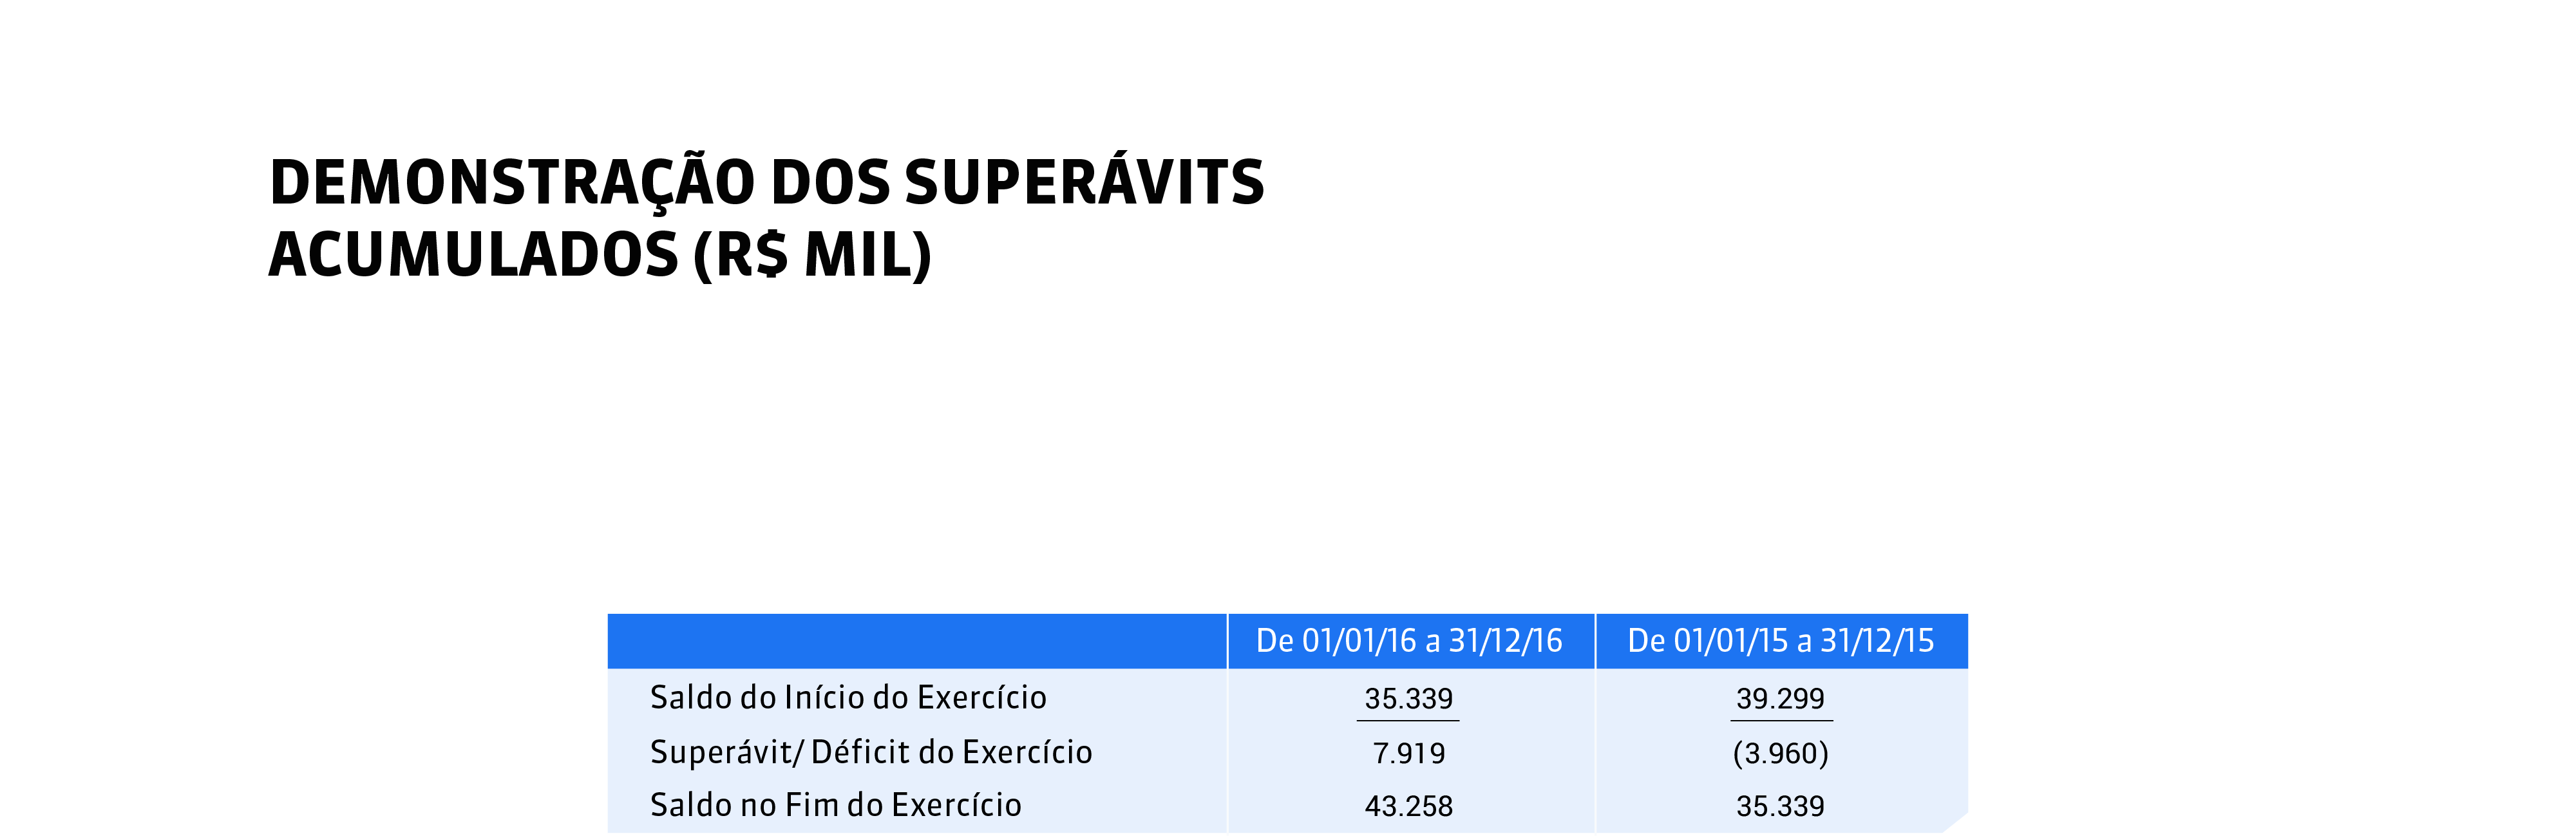 DEMONSTRAÇÃO DOS SUPERÁVITS
ACUMULADOS (R$ MIL)
De 01/01/16 a 31/12/16 De 01/01/15 a 31/12/15
Saldo do Início do Exercício 35.339 39.299
Superávit/ Déficit do Exercício 7.919 (3.960)
Saldo no Fim do Exercício 43.258 35.339